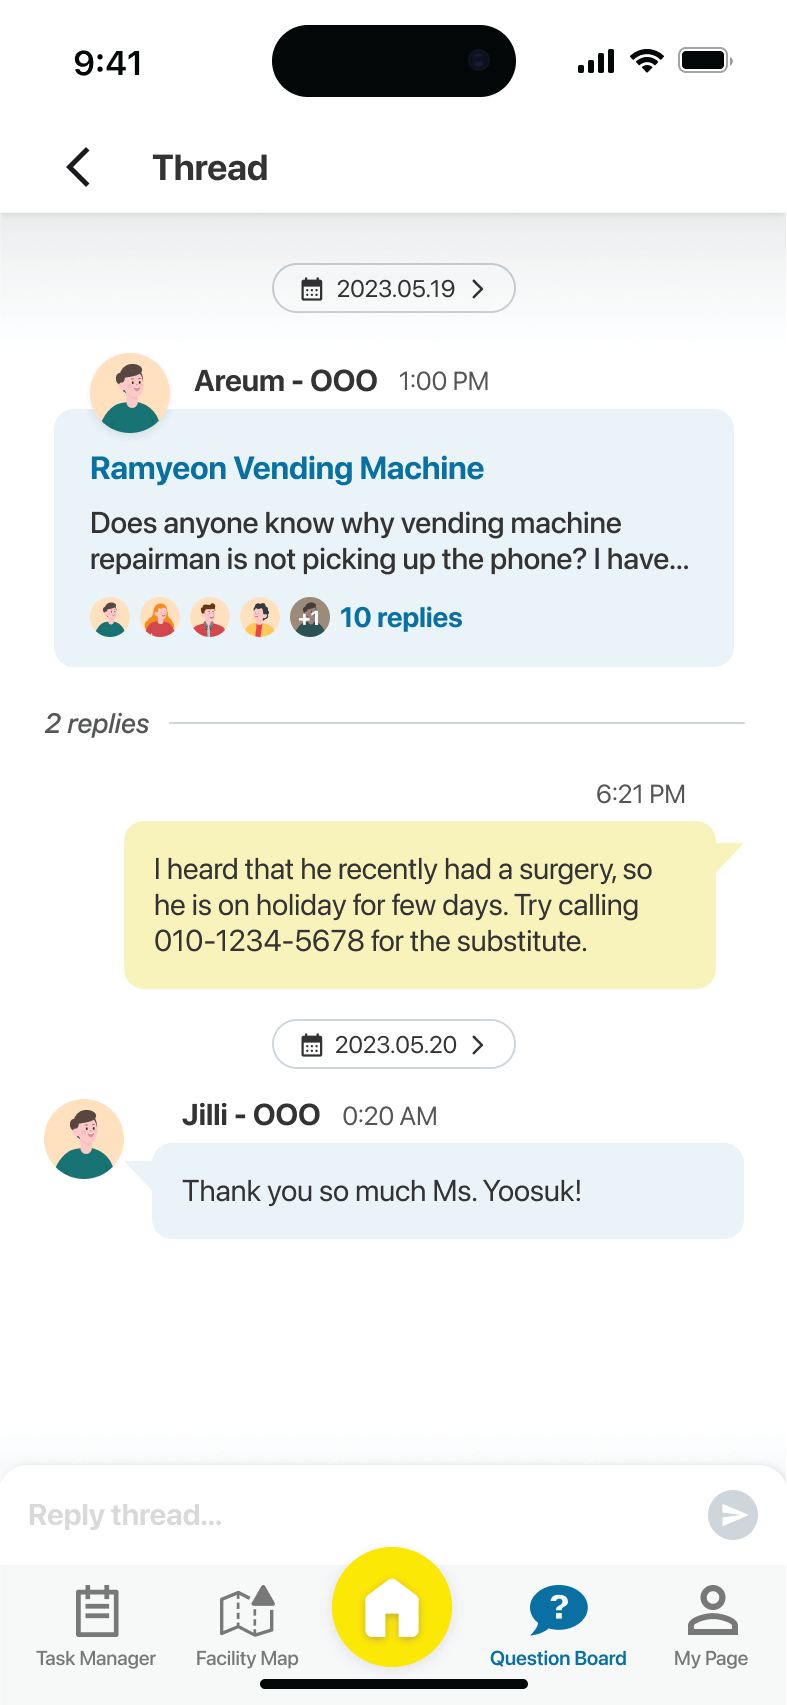 9:41
Thread
2023.05.19
Areum - OOO 1:00 PM
Ramyeon Vending Machine
Does anyone know why vending machine
repairman is not picking up the phone? I have...
+1 10 replies
2 replies
6:21 PM
I heard that he recently had a surgery, so
he is on holiday for few days. Try calling
010-1234-5678 for the substitute.
2023.05.20
Jilli - OOO 0:20 AM
Thank you so much Ms. Yoosuk!
Reply thread...
?
Task Manager Facility Map Question Board My Page